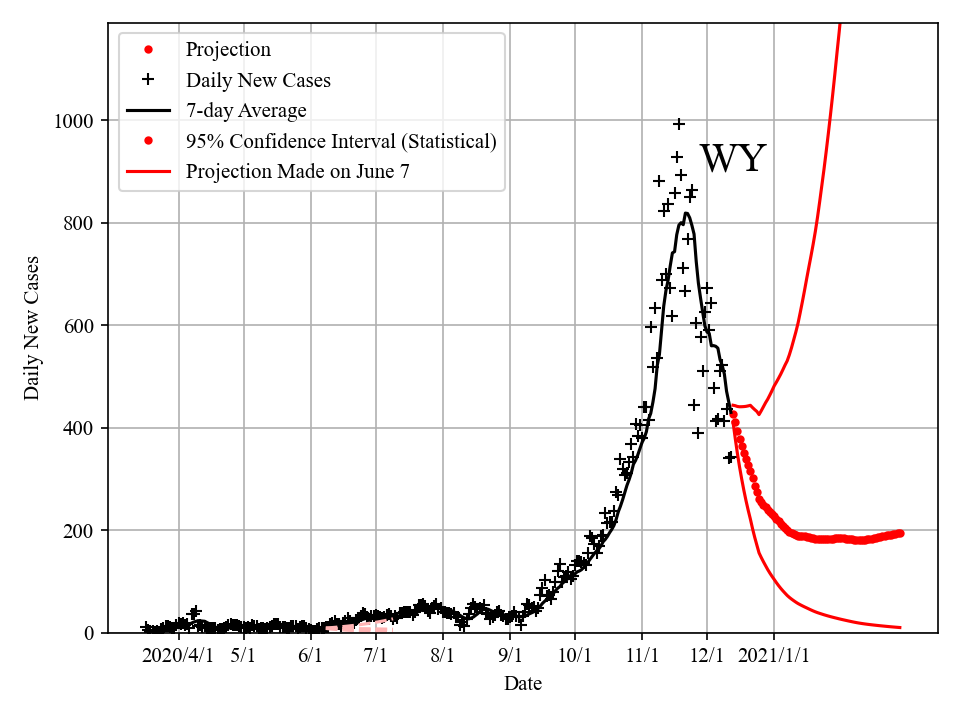 Projection
Daily New Cases
7-day Average
95% Confidence Interval (Statistical)
Projection Made on June 7
WY
Daily New Cases
1000
800
600
400
200
0
2020/4/1 5/1 6/1 7/1 8/1 9/1 10/1 11/1 12/1 2021/1/1
Date